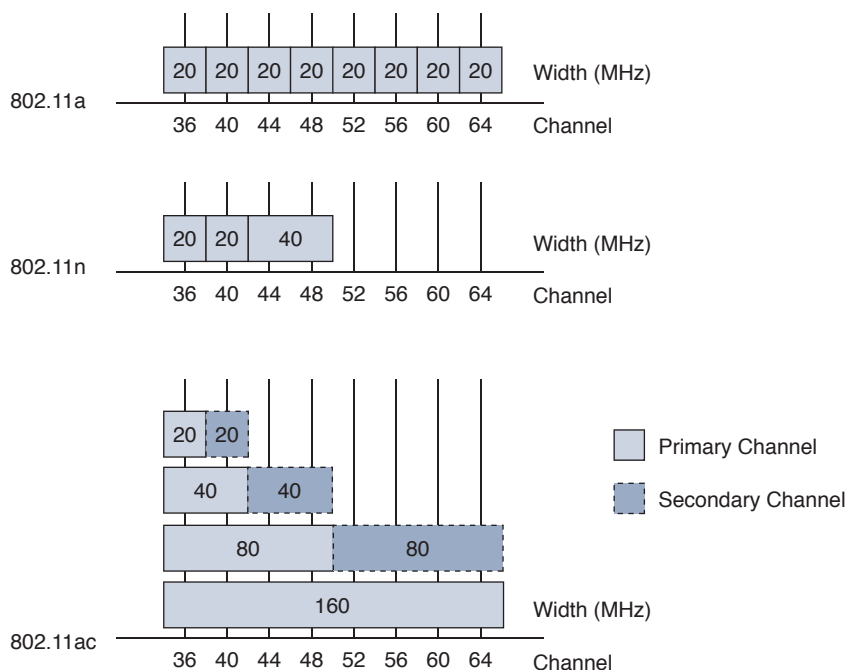 20 20 20 20 20 20 20 20 Width (MHz)
802.11a
36 40 44 48 52 56 60 64 Channel
20 20 40 Width (MHz)
802.11n
36 40 44 48 52 56 60 64 Channel
20 20
Primary Channel
40 40
Secondary Channel
80 80
160 Width (MHz)
802.11ac
36 40 44 48 52 56 60 64 Channel